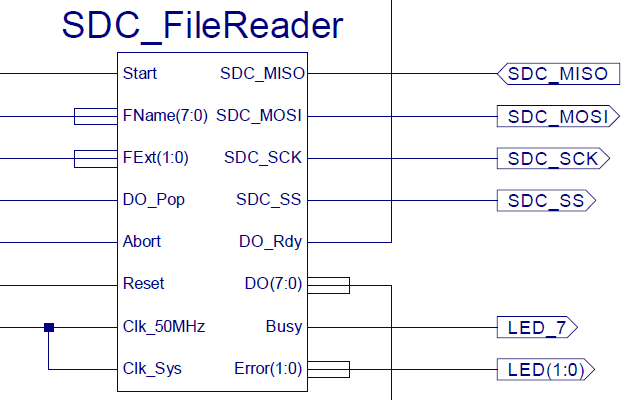 SDC_FileReader
Start SDC_MISO SDC_MISO
FName(7:0) SDC_MOSI SDC_MOSI
FExt(1:0) SDC_SCK SDC_SCK
DO_Pop SDC_SS SDC_SS
Abort DO_Rdy
Reset DO(7:0)
Clk_50MHz Busy LED_7
Clk_Sys Error(1:0) LED(1:0)